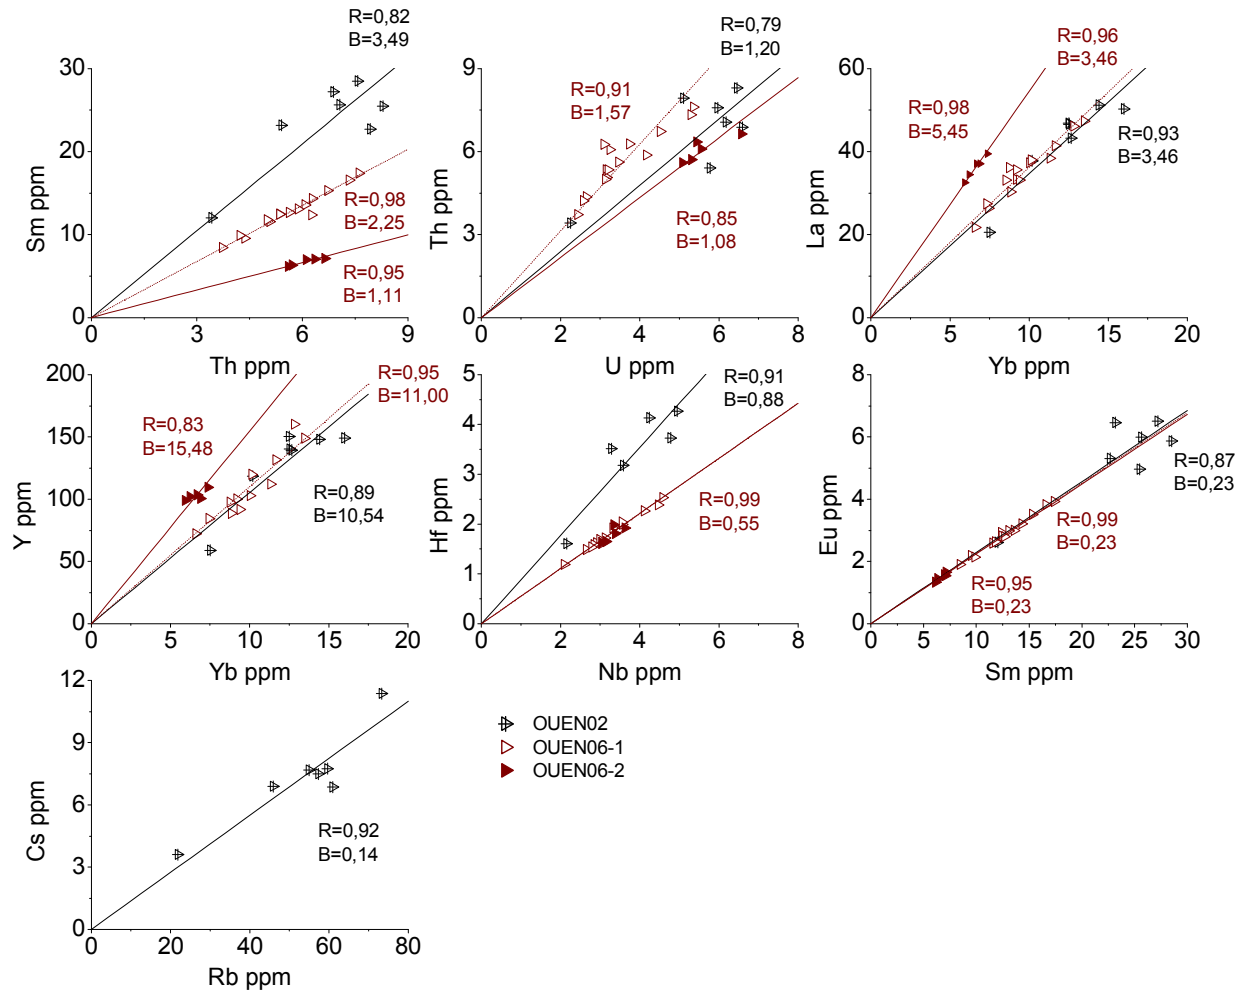 R=0,82
B=3,49
30
20
10
0
Sm ppm
R=0,98
B=2,25
R=0,95
B=1,11
0
3
6
9
Th ppm
R=0,79
B=1,20
9
6
3
0
Th ppm
R=0,91
B=1,57
R=0,85
B=1,08
0
2
4
6
8
U ppm
R=0,96
B=3,46
60
40
20
0
La ppm
R=0,98
B=5,45
R=0,93
B=3,46
0
5
10
15
20
Yb ppm
200
150
100
50
0
Y ppm
R=0,95
B=11,00
R=0,83
B=15,48
R=0,89
B=10,54
0
5
10
15
20
Yb ppm
5
4
3
2
1
0
Hf ppm
R=0,91
B=0,88
R=0,99
B=0,55
0
2
4
6
8
Nb ppm
8
6
4
2
0
Eu ppm
R=0,87
B=0,23
R=0,99
B=0,23
R=0,95
B=0,23
0
5
10
15
20
25
30
Sm ppm
12
9
6
3
0
Cs ppm
R=0,92
B=0,14
0
20
40
60
80
Rb ppm
OUEN02
OUEN06-1
OUEN06-2